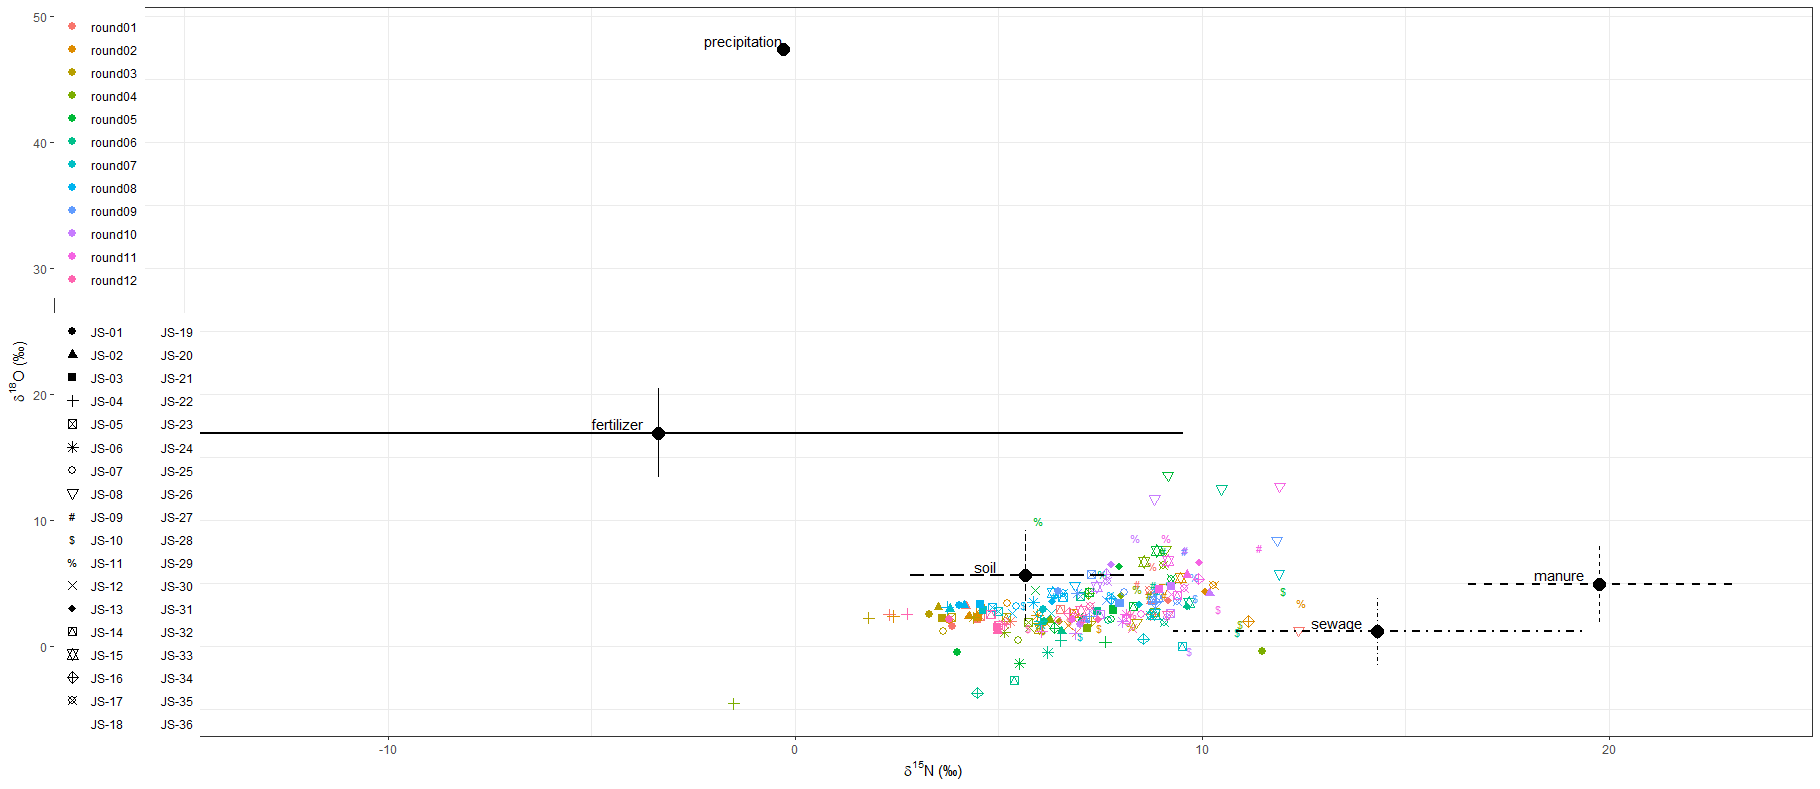 50
40
30
20
10
0
δ18O (‰)
round01
round02
round03
round04
round05
round06
round07
round08
round09
round10
round11
round12
JS-01 JS-19
JS-02 JS-20
JS-03 JS-21
JS-04 JS-22
JS-05 JS-23
JS-06 JS-24
JS-07 JS-25
JS-08 JS-26
# JS-09 JS-27
$ JS-10 JS-28
% JS-11 JS-29
JS-12 JS-30
JS-13 JS-31
JS-14 JS-32
JS-15 JS-33
JS-16 JS-34
JS-17 JS-35
JS-18 JS-36
precipitation
fertilizer
soil
manure
sewage
-10 0 10 20
δ15N (‰)